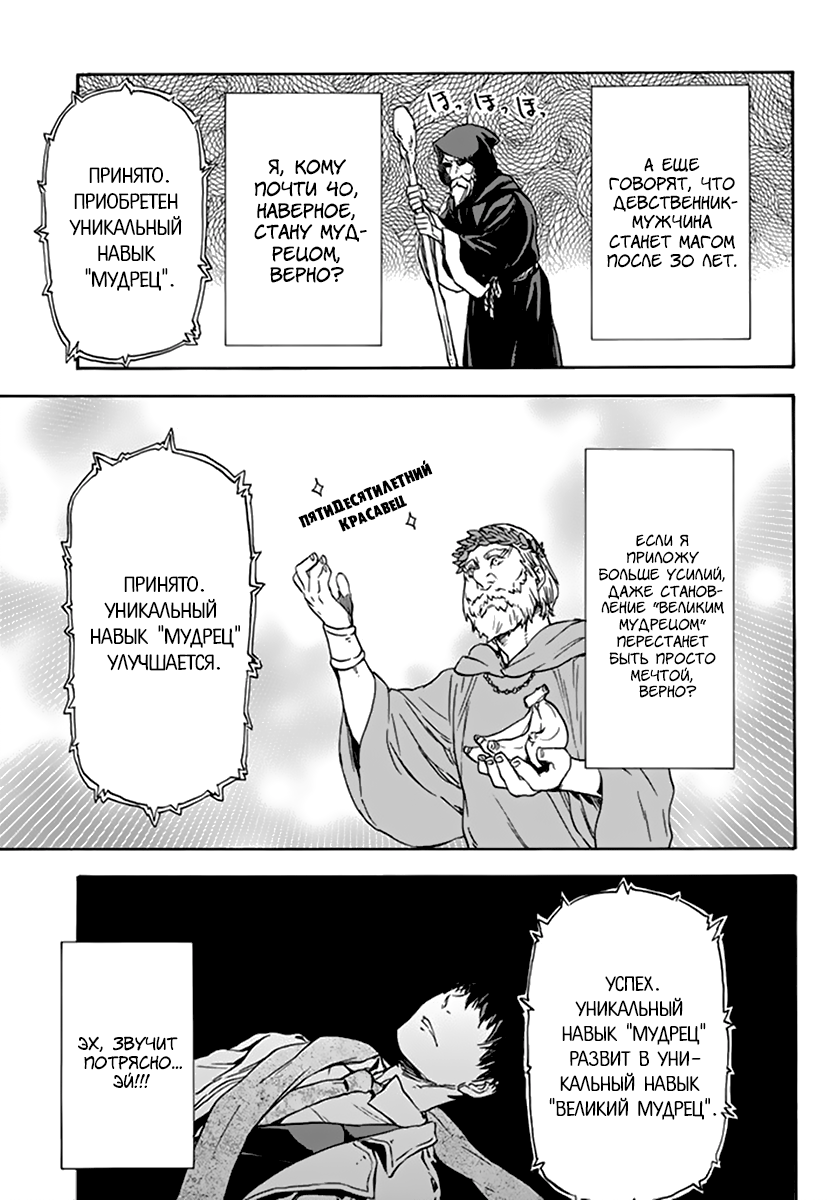 А ЕЩЕ
ГОВОРЯТ, ЧТО
ДЕВСТВЕННИК-
МУЖЧИНА
СТАНЕТ МАГОМ
ПОСЛЕ 30 ЛЕТ.
ほっほっほっ
Я, КОМУ
ПОЧТИ 40,
НАВЕРНОЕ,
СТАНУ МУД-
РЕЦОМ,
ВЕРНО?
ПРИНЯТО.
ПРИОБРЕТЕН
УНИКАЛЬНЫЙ
НАВЫК
"МУДРЕЦ".
ЕСЛИ Я
ПРИЛОЖУ
БОЛЬШЕ УСИЛИЙ,
ДАЖЕ СТАНОВ-
ЛЕНИЕ "ВЕЛИКИМ
МУДРЕЦОМ"
ПЕРЕСТАНЕТ
БЫТЬ ПРОСТО
МЕЧТОЙ,
ВЕРНО?
ПЯТИДЕСЯТИЛЕТНИЙ
КРАСАВЕЦ
ПРИНЯТО.
УНИКАЛЬНЫЙ
НАВЫК "МУДРЕЦ"
УЛУЧШАЕТСЯ.
УСПЕХ.
УНИКАЛЬНЫЙ
НАВЫК "МУДРЕЦ"
РАЗВИТ В УНИ-
КАЛЬНЫЙ НАВЫК
"ВЕЛИКИЙ МУДРЕЦ".
ЭХ, ЗВУЧИТ
ПОТРЯСНО...
ЭЙ!!!